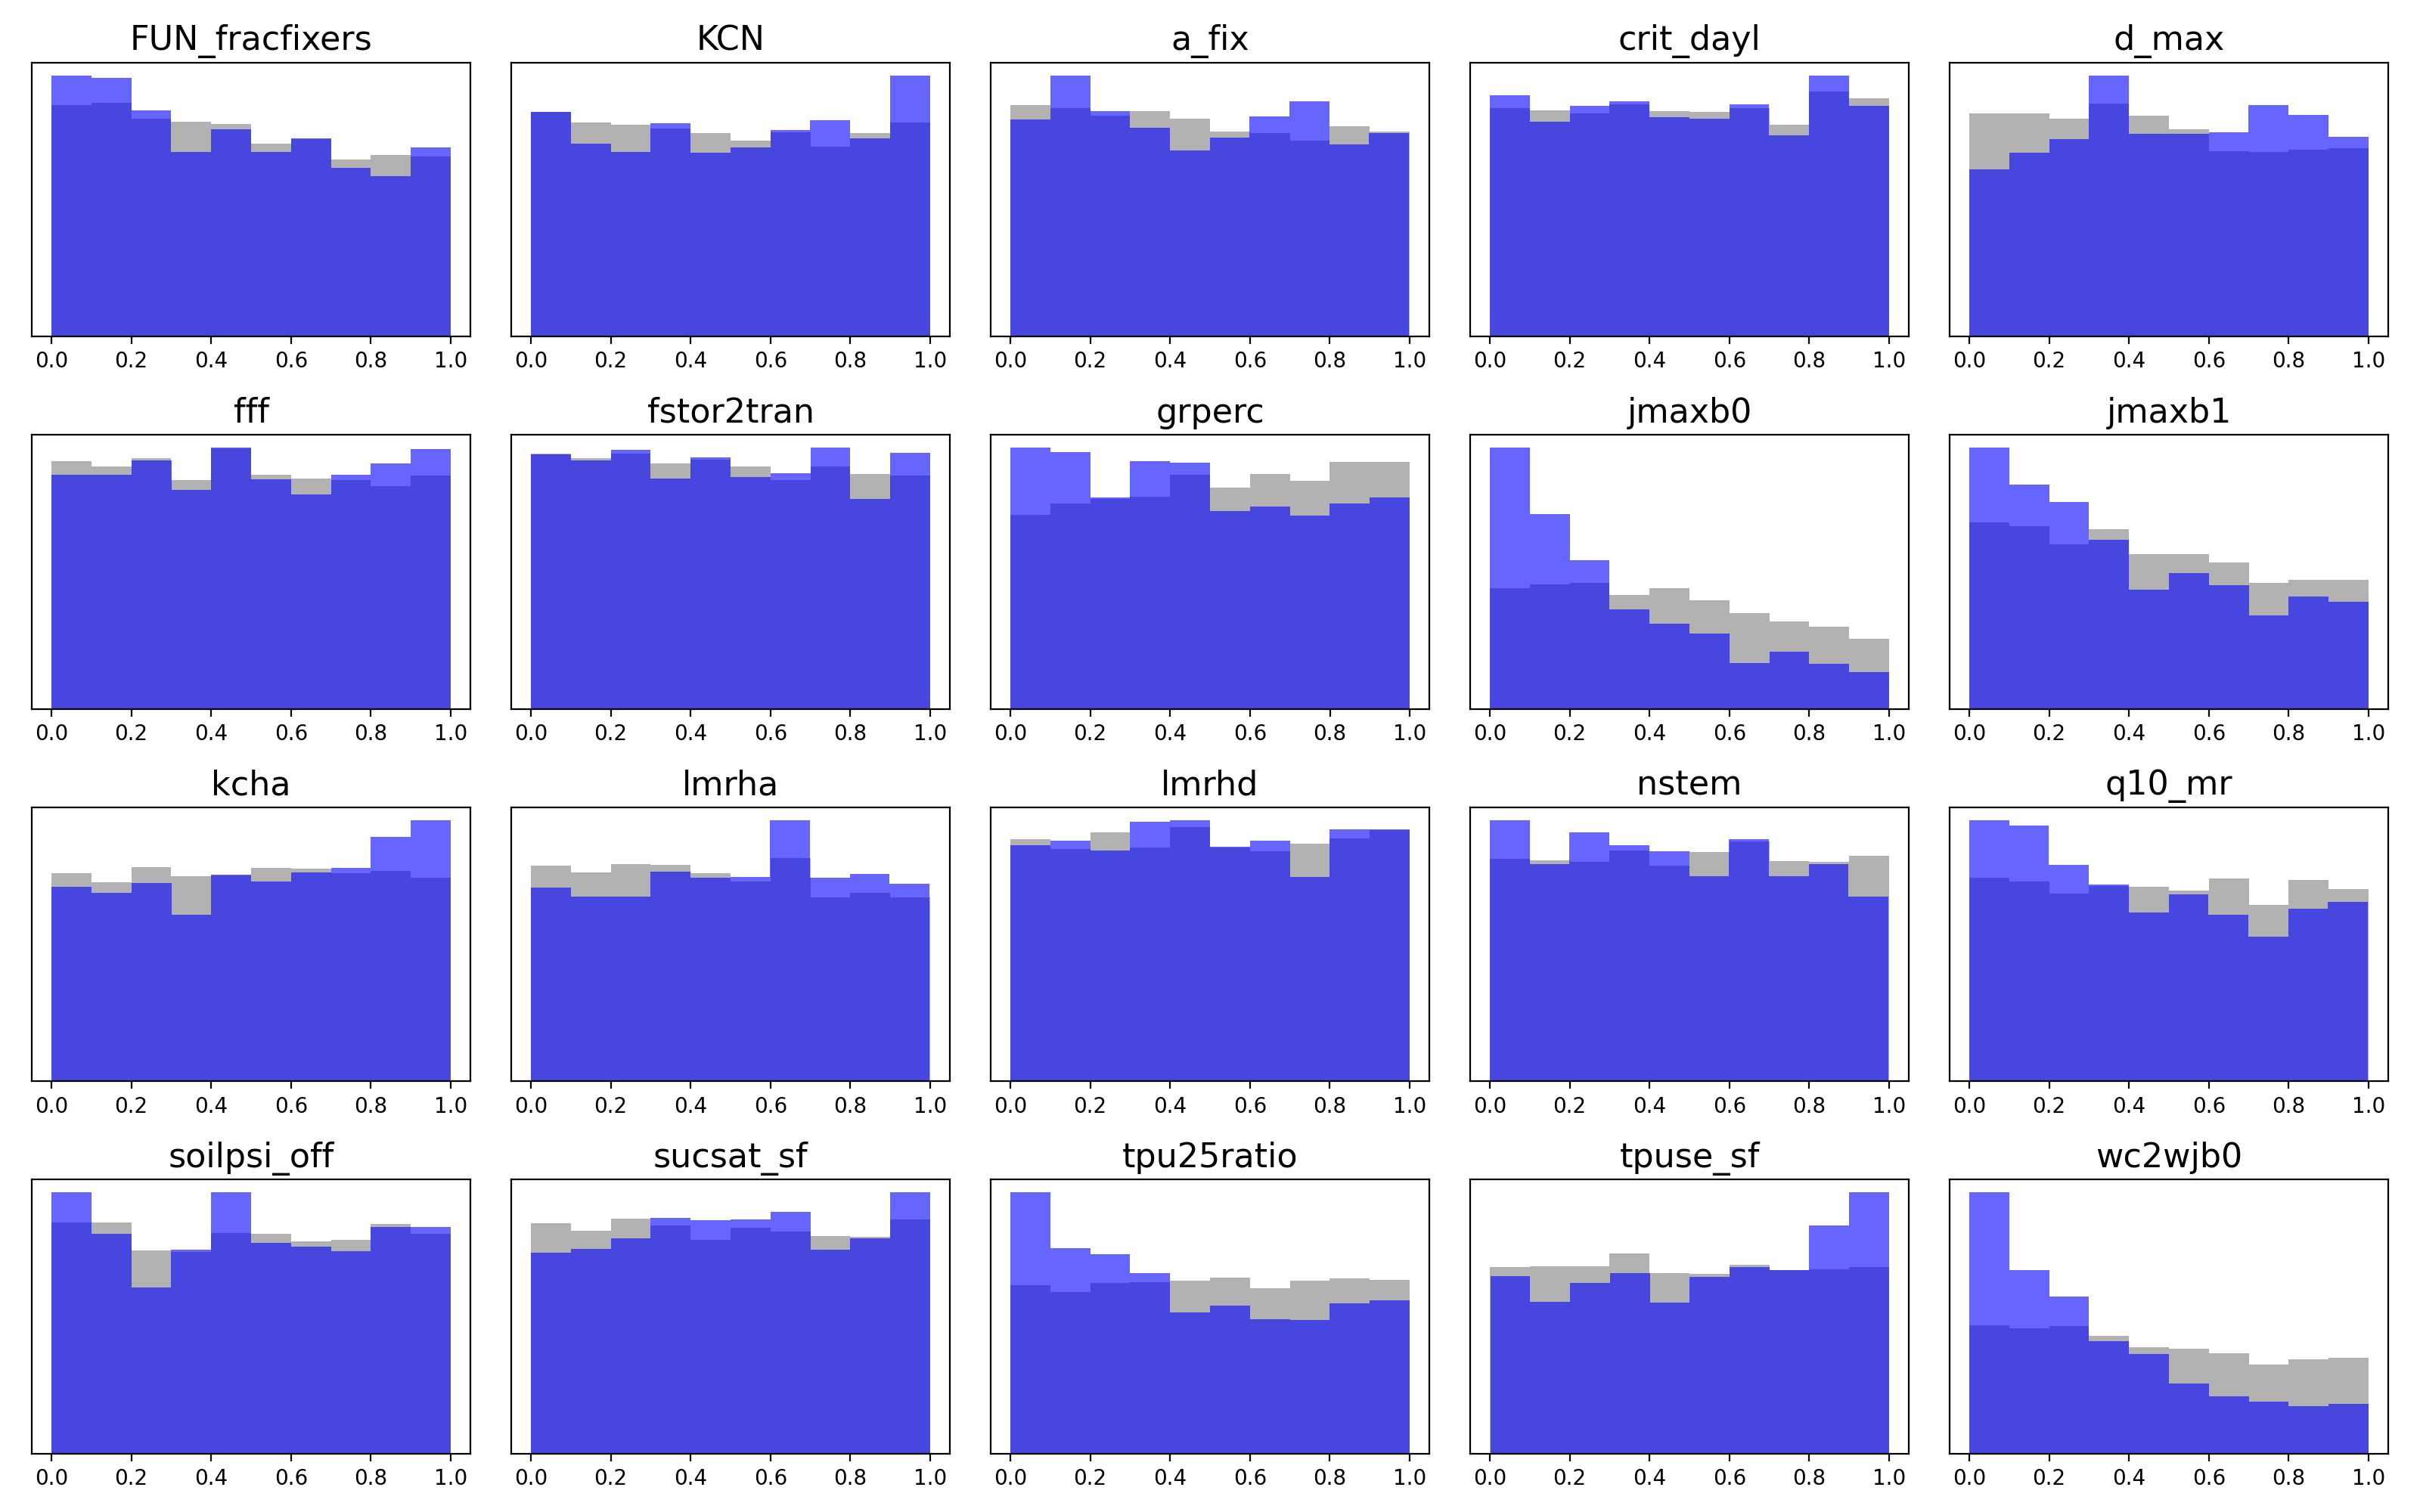 FUN_fracfixers KCN a_fix crit_dayl d_max
0.0 0.2 0.4 0.6 0.8 1.0 0.0 0.2 0.4 0.6 0.8 1.0 0.0 0.2 0.4 0.6 0.8 1.0 0.0 0.2 0.4 0.6 0.8 1.0 0.0 0.2 0.4 0.6 0.8 1.0
fff fstor2tran grperc jmaxb0 jmaxb1
0.0 0.2 0.4 0.6 0.8 1.0 0.0 0.2 0.4 0.6 0.8 1.0 0.0 0.2 0.4 0.6 0.8 1.0 0.0 0.2 0.4 0.6 0.8 1.0 0.0 0.2 0.4 0.6 0.8 1.0
kcha lmrha lmrhd nstem q10_mr
0.0 0.2 0.4 0.6 0.8 1.0 0.0 0.2 0.4 0.6 0.8 1.0 0.0 0.2 0.4 0.6 0.8 1.0 0.0 0.2 0.4 0.6 0.8 1.0 0.0 0.2 0.4 0.6 0.8 1.0
soilpsi_off sucsat_sf tpu25ratio tpuse_sf wc2wjb0
0.0 0.2 0.4 0.6 0.8 1.0 0.0 0.2 0.4 0.6 0.8 1.0 0.0 0.2 0.4 0.6 0.8 1.0 0.0 0.2 0.4 0.6 0.8 1.0 0.0 0.2 0.4 0.6 0.8 1.0